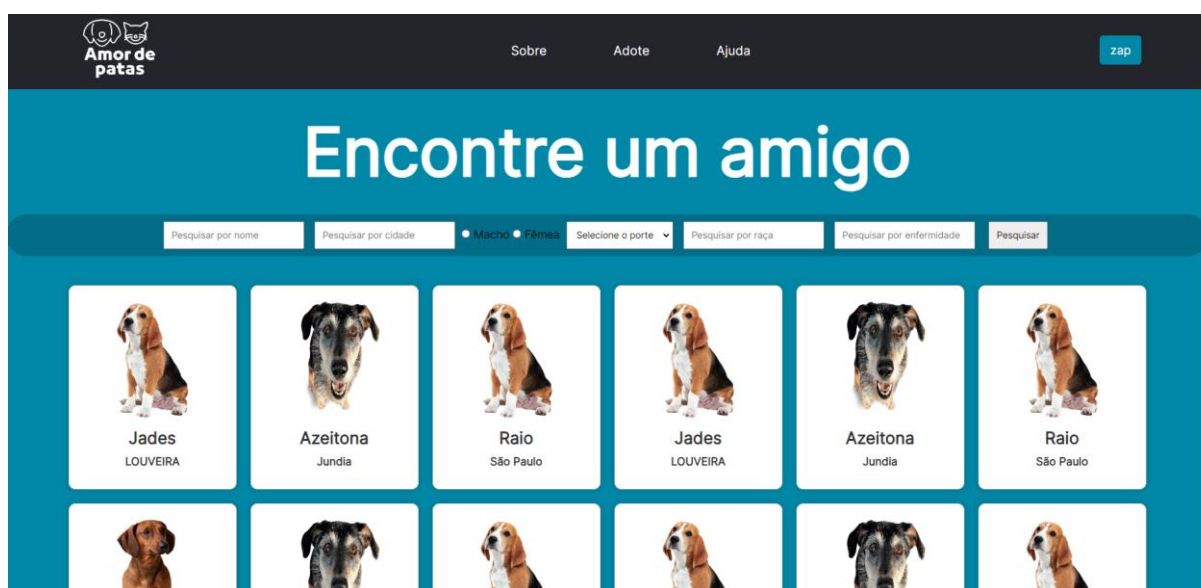 Amor de
patas
Sobre
Adote
Ajuda
zap
Encontre um amigo
Pesquisar por nome
Pesquisar por cidade
Macho
Fêmea
Selecione o porte
Pesquisar por raça
Pesquisar por enfermidade
Pesquisar
Jades
LOUVEIRA
Azeitona
Jundia
Raio
São Paulo
Jades
LOUVEIRA
Azeitona
Jundia
Raio
São Paulo